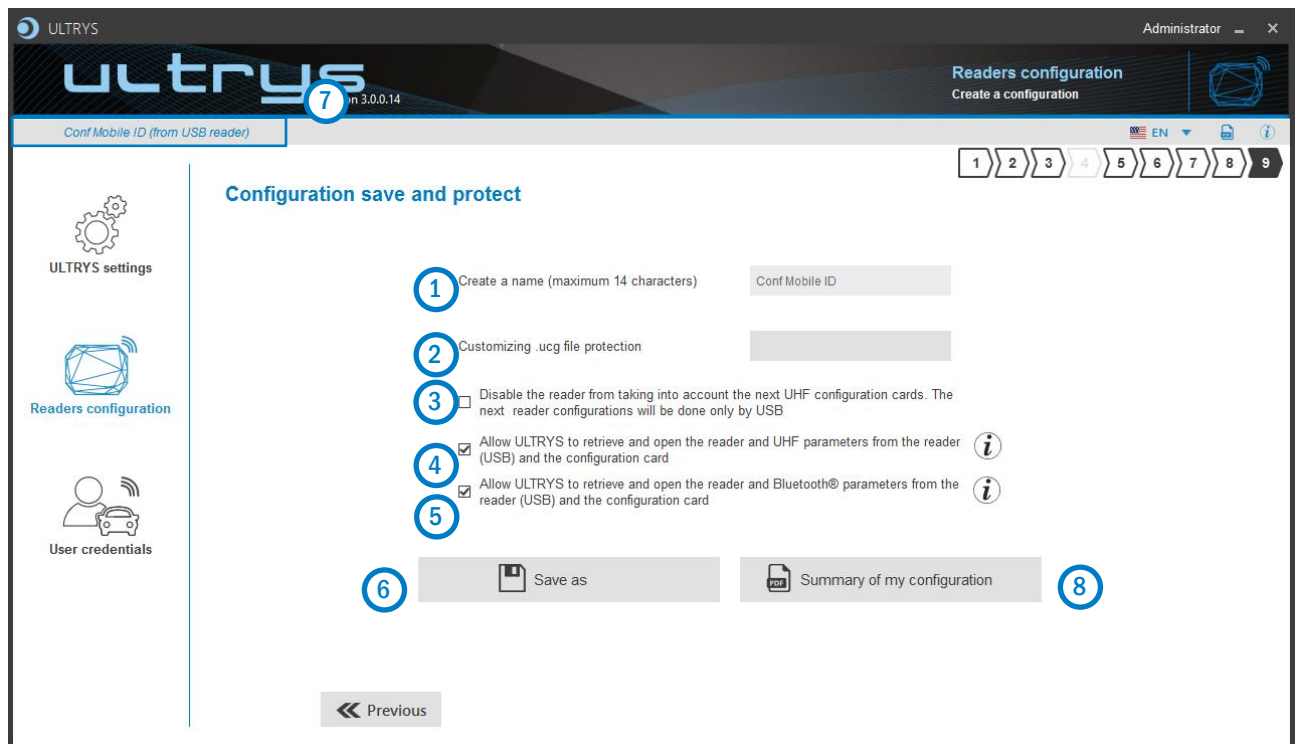 ULTRYS
Administrator
ultrys
7
n 3.0.0.14
Readers configuration
Create a configuration
Conf Mobile ID (from USB reader)
EN
1 2 3 4 5 6 7 8 9
Configuration save and protect
ULTRYS settings
1 Create a name (maximum 14 characters) Conf Mobile ID
2 Customizing .ucg file protection
Readers configuration
3 Disable the reader from taking into account the next UHF configuration cards. The
next reader configurations will be done only by USB
4 Allow ULTRYS to retrieve and open the reader and UHF parameters from the reader
(USB) and the configuration card
5 Allow ULTRYS to retrieve and open the reader and Bluetooth® parameters from the
reader (USB) and the configuration card
User credentials
6 Save as
PDF Summary of my configuration 8
Previous